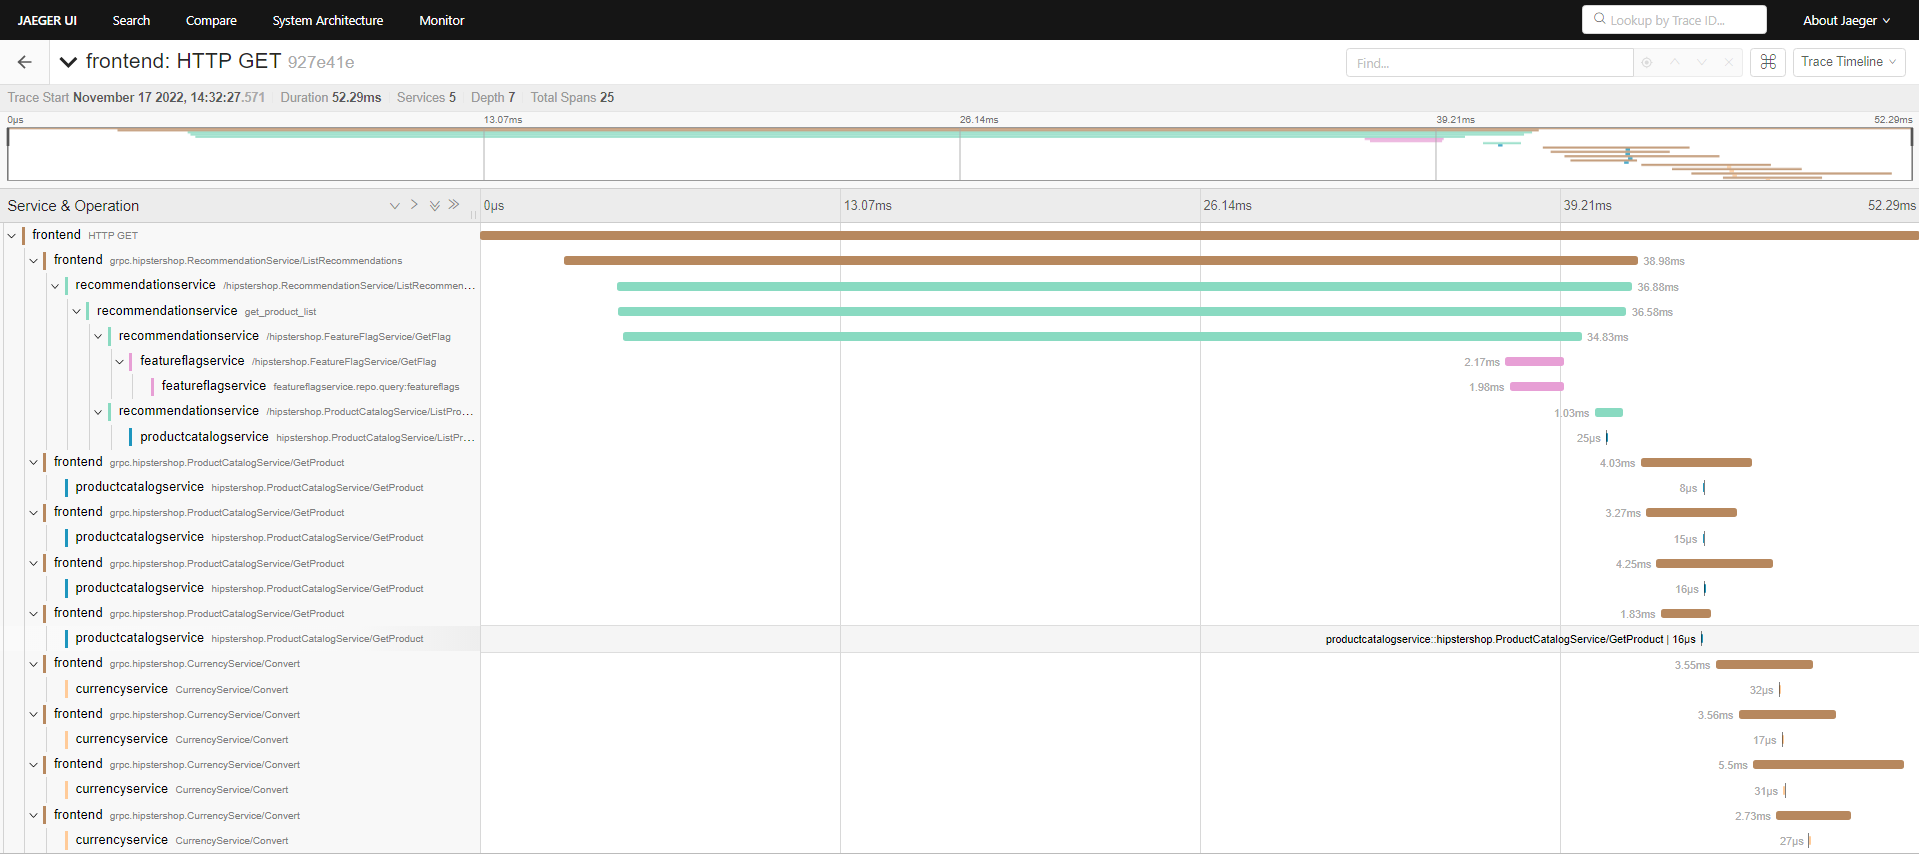 JAEGER UI Search Compare System Architecture Monitor Lookup by Trace ID... About Jaeger
frontend: HTTP GET 927e41e Find... Trace Timeline
Trace Start November 17 2022, 14:32:27.571 Duration 52.29ms Services 5 Depth 7 Total Spans 25
0μs 13.07ms 26.14ms 39.21ms 52.29ms
Service & Operation 0μs 13.07ms 26.14ms 39.21ms 52.29ms
frontend HTTP GET
frontend grpc.hipstershop.RecommendationService/ListRecommendations 38.98ms
recommendationservice /hipstershop.RecommendationService/ListRecommen... 36.88ms
recommendationservice get_product_list 36.58ms
recommendationservice /hipstershop.FeatureFlagService/GetFlag 34.83ms
featureflagservice /hipstershop.FeatureFlagService/GetFlag 2.17ms
featureflagservice featureflagservice.repo.query:featureflags 1.98ms
recommendationservice /hipstershop.ProductCatalogService/ListPro... 1.03ms
productcatalogservice hipstershop.ProductCatalogService/ListPr... 25μs
frontend grpc.hipstershop.ProductCatalogService/GetProduct 4.03ms
productcatalogservice hipstershop.ProductCatalogService/GetProduct 8μs
frontend grpc.hipstershop.ProductCatalogService/GetProduct 3.27ms
productcatalogservice hipstershop.ProductCatalogService/GetProduct 15μs
frontend grpc.hipstershop.ProductCatalogService/GetProduct 4.25ms
productcatalogservice hipstershop.ProductCatalogService/GetProduct 16μs
frontend grpc.hipstershop.ProductCatalogService/GetProduct 1.83ms
productcatalogservice hipstershop.ProductCatalogService/GetProduct productcatalogservice::hipstershop.ProductCatalogService/GetProduct | 16μs
frontend grpc.hipstershop.CurrencyService/Convert 3.55ms
currencyservice CurrencyService/Convert 32μs
frontend grpc.hipstershop.CurrencyService/Convert 3.56ms
currencyservice CurrencyService/Convert 17μs
frontend grpc.hipstershop.CurrencyService/Convert 5.5ms
currencyservice CurrencyService/Convert 31μs
frontend grpc.hipstershop.CurrencyService/Convert 2.73ms
currencyservice CurrencyService/Convert 27μs